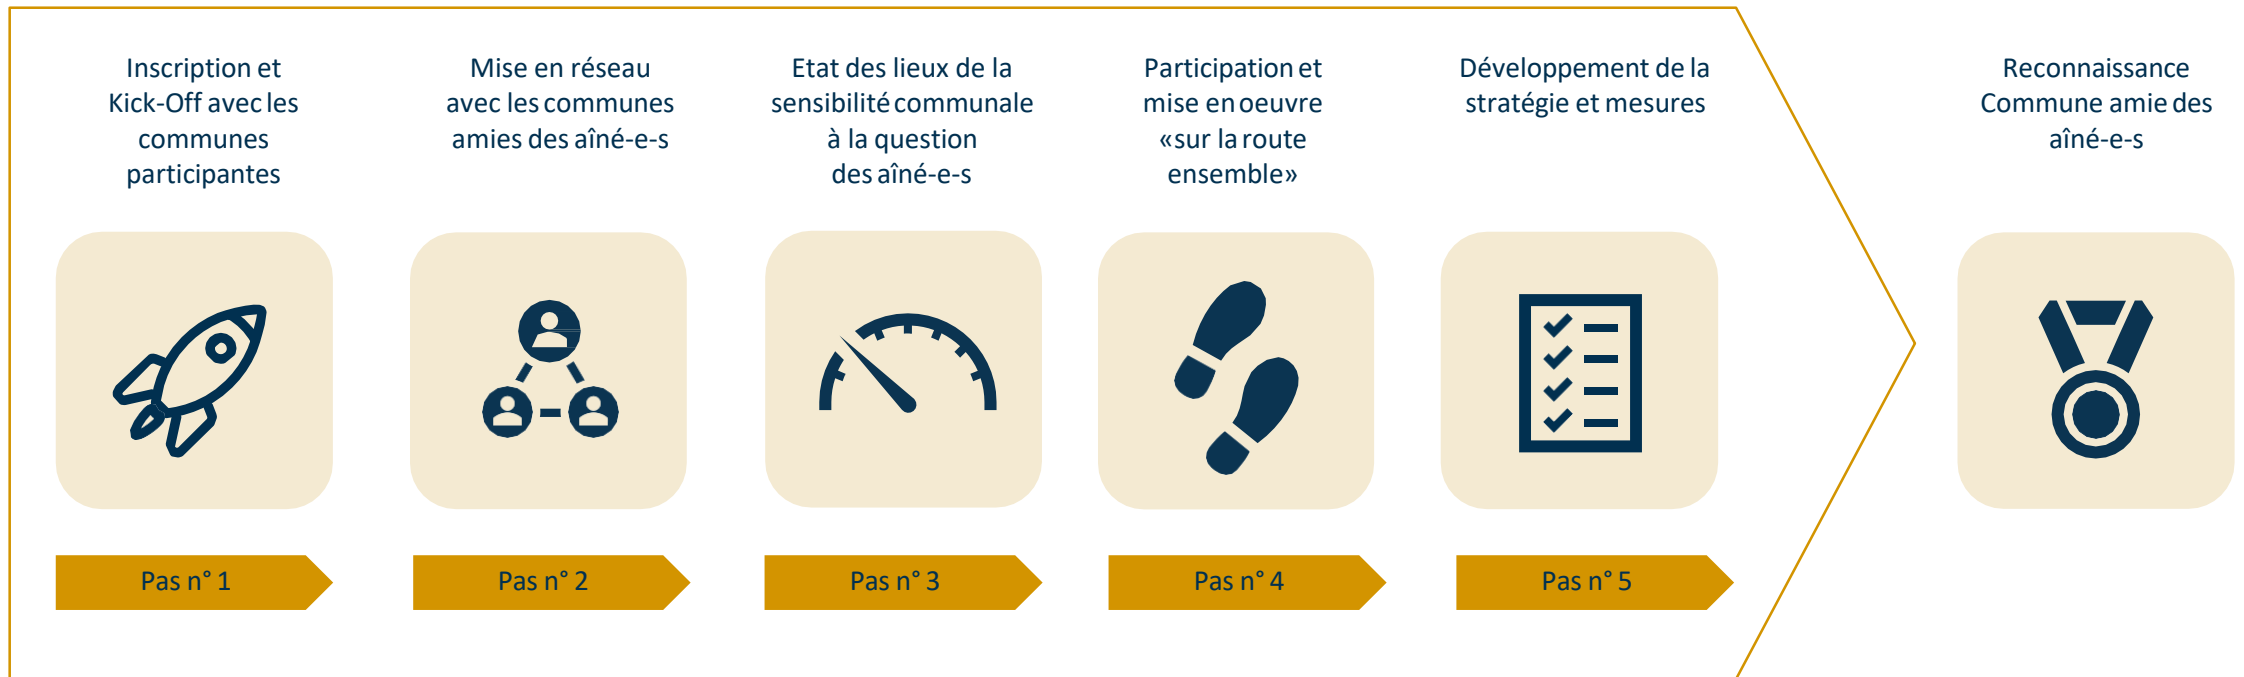 Inscription et
Kick-Off avec les
communes
participantes
Mise en réseau
avec les communes
amies des aîné-e-s
Etat des lieux de la
sensibilité communale
à la question
des aîné-e-s
Participation et
mise en oeuvre
«sur la route
ensemble»
Développement de la
stratégie et mesures
Reconnaissance
Commune amie des
aîné-e-s
Pas n° 1
Pas n° 2
Pas n° 3
Pas n° 4
Pas n° 5